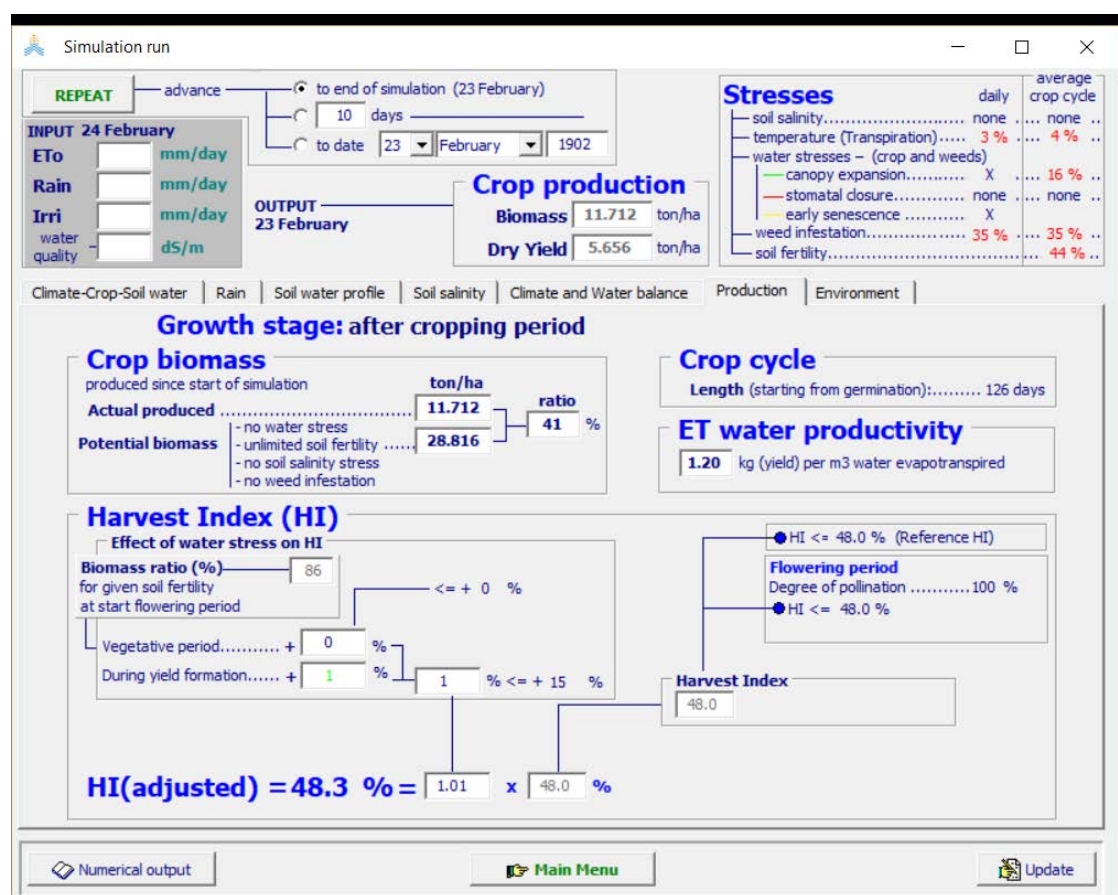 Simulation run
REPEAT advance to end of simulation (23 February)
10 days
to date 23 February 1902
INPUT 24 February
ETo mm/day
Rain mm/day
Irri mm/day
water quality dS/m
OUTPUT
23 February
Crop production
Biomass 11.712 ton/ha
Dry Yield 5.656 ton/ha
Stresses daily average crop cycle
soil salinity............. none .... none ..
temperature (Transpiration)..... 3 % .... 4 % ..
water stresses – (crop and weeds)
canopy expansion........... X .... 16 % ..
stomatal closure............ none ... none ..
early senescence ........... X
weed infestation.................. 35 % .... 35 % ..
soil fertility........................................ 44 % ..
Climate-Crop-Soil water Rain Soil water profile Soil salinity Climate and Water balance Production Environment
Growth stage: after cropping period
Crop biomass
produced since start of simulation ton/ha
Actual produced ................................... 11.712 ratio
41 %
Potential biomass - no water stress
- unlimited soil fertility ...... 28.816
- no soil salinity stress
- no weed infestation
Crop cycle
Length (starting from germination):......... 126 days
ET water productivity
1.20 kg (yield) per m3 water evapotranspired
Harvest Index (HI)
Effect of water stress on HI
Biomass ratio (%) 86
for given soil fertility
at start flowering period
<= + 0 %
Vegetative period........... + 0 %
During yield formation...... + 1 % 1 % <= + 15 %
HI <= 48.0 % (Reference HI)
Flowering period
Degree of pollination ...........100 %
HI <= 48.0 %
Harvest Index
48.0
HI(adjusted) = 48.3 % = 1.01 x 48.0 %
Numerical output Main Menu Update